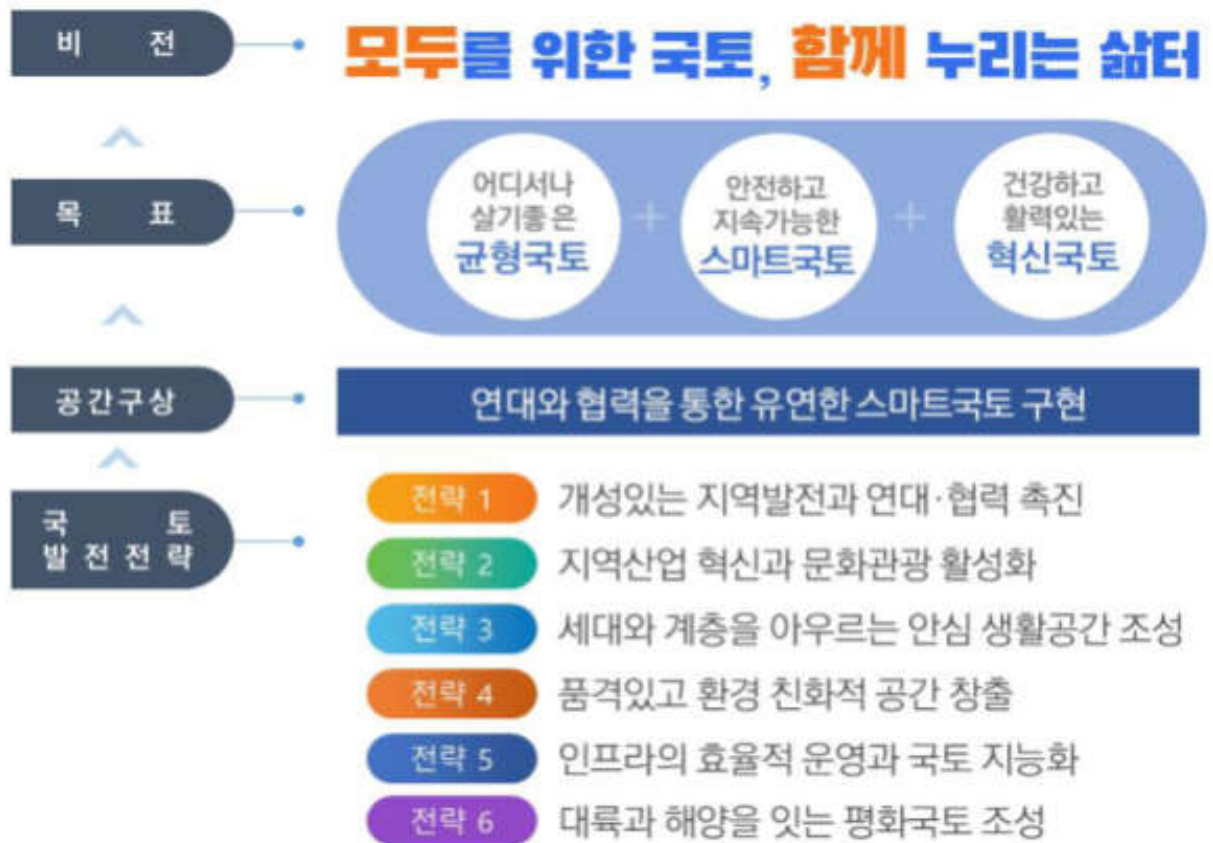 비 전
모두를 위한 국토, 함께 누리는 삶터
목 표
어디서나
살기좋은
균형국토
+
안전하고
지속가능한
스마트국토
+
건강하고
활력있는
혁신국토
공간구상
연대와 협력을 통한 유연한 스마트국토 구현
국 토
발전전략
전략 1 개성있는 지역발전과 연대·협력 촉진
전략 2 지역산업 혁신과 문화관광 활성화
전략 3 세대와 계층을 아우르는 안심 생활공간 조성
전략 4 품격있고 환경 친화적 공간 창출
전략 5 인프라의 효율적 운영과 국토 지능화
전략 6 대륙과 해양을 잇는 평화국토 조성